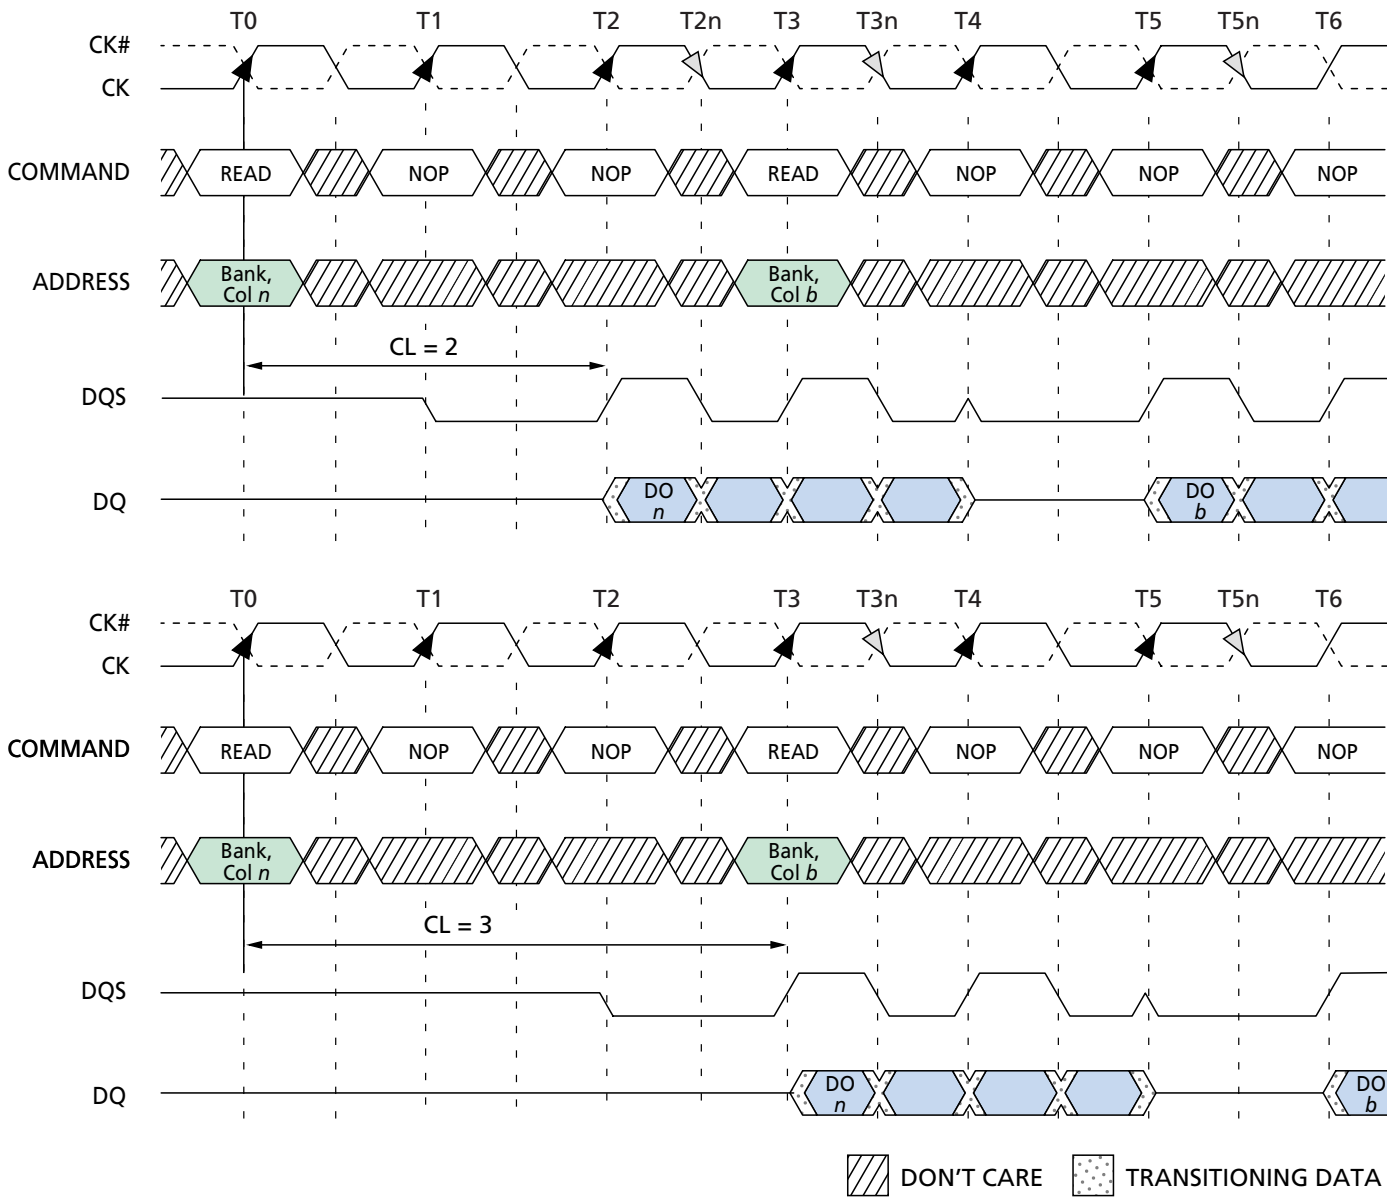 T0 T1 T2 T2n T3 T3n T4 T5 T5n T6
CK#
CK
COMMAND READ NOP NOP READ NOP NOP NOP
ADDRESS Bank, Col n Bank, Col b
CL = 2
DQS
DQ DO n DO b
T0 T1 T2 T3 T3n T4 T5 T5n T6
CK#
CK
COMMAND READ NOP NOP READ NOP NOP NOP
ADDRESS Bank, Col n Bank, Col b
CL = 3
DQS
DQ DO n DO b
DON'T CARE TRANSITIONING DATA